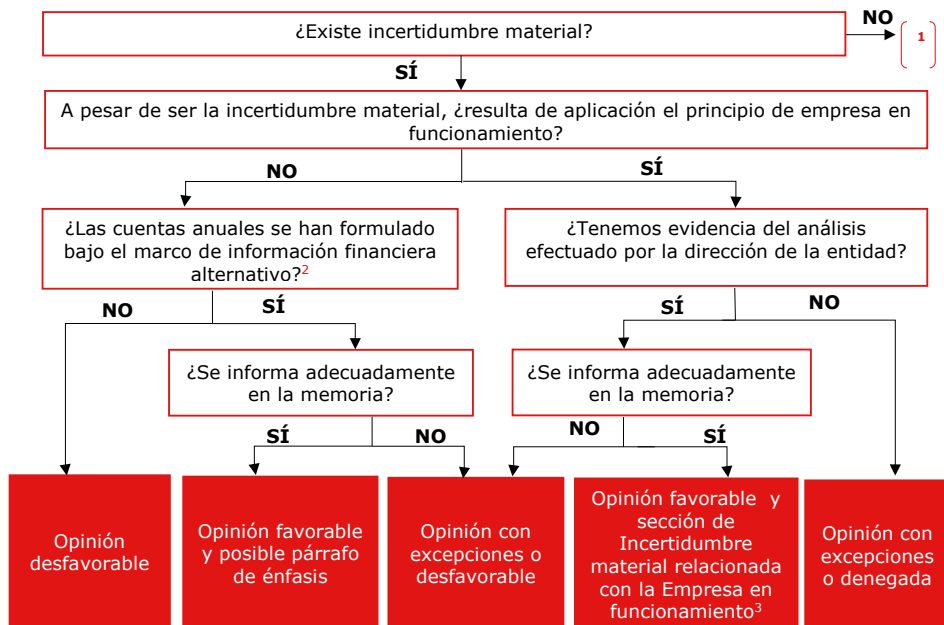 ¿Existe incertidumbre material?
NO
1
SÍ
A pesar de ser la incertidumbre material, ¿resulta de aplicación el principio de empresa en
funcionamiento?
NO
SÍ
¿Las cuentas anuales se han formulado
bajo el marco de información financiera
alternativo?2
¿Tenemos evidencia del análisis
efectuado por la dirección de la entidad?
NO
SÍ
SÍ
NO
¿Se informa adecuadamente
en la memoria?
¿Se informa adecuadamente
en la memoria?
SÍ
NO
NO
SÍ
Opinión
desfavorable
Opinión favorable
y posible párrafo
de énfasis
Opinión con
excepciones o
desfavorable
Opinión favorable y
sección de
Incertidumbre
material relacionada
con la Empresa en
funcionamiento3
Opinión con
excepciones
o denegada